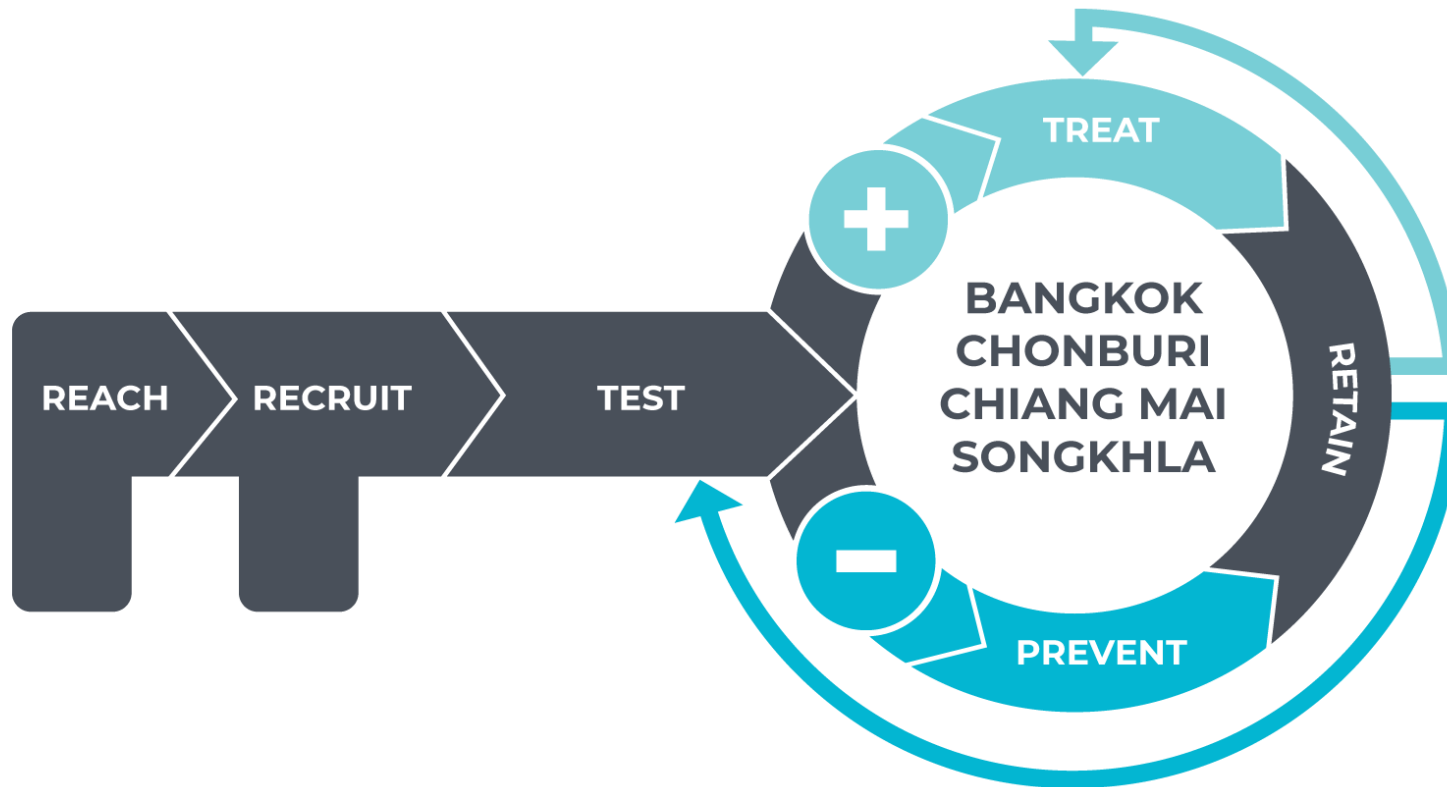 REACH
RECRUIT
TEST
+
TREAT
RETAIN
-
PREVENT
BANGKOK
CHONBURI
CHIANG MAI
SONGKHLA